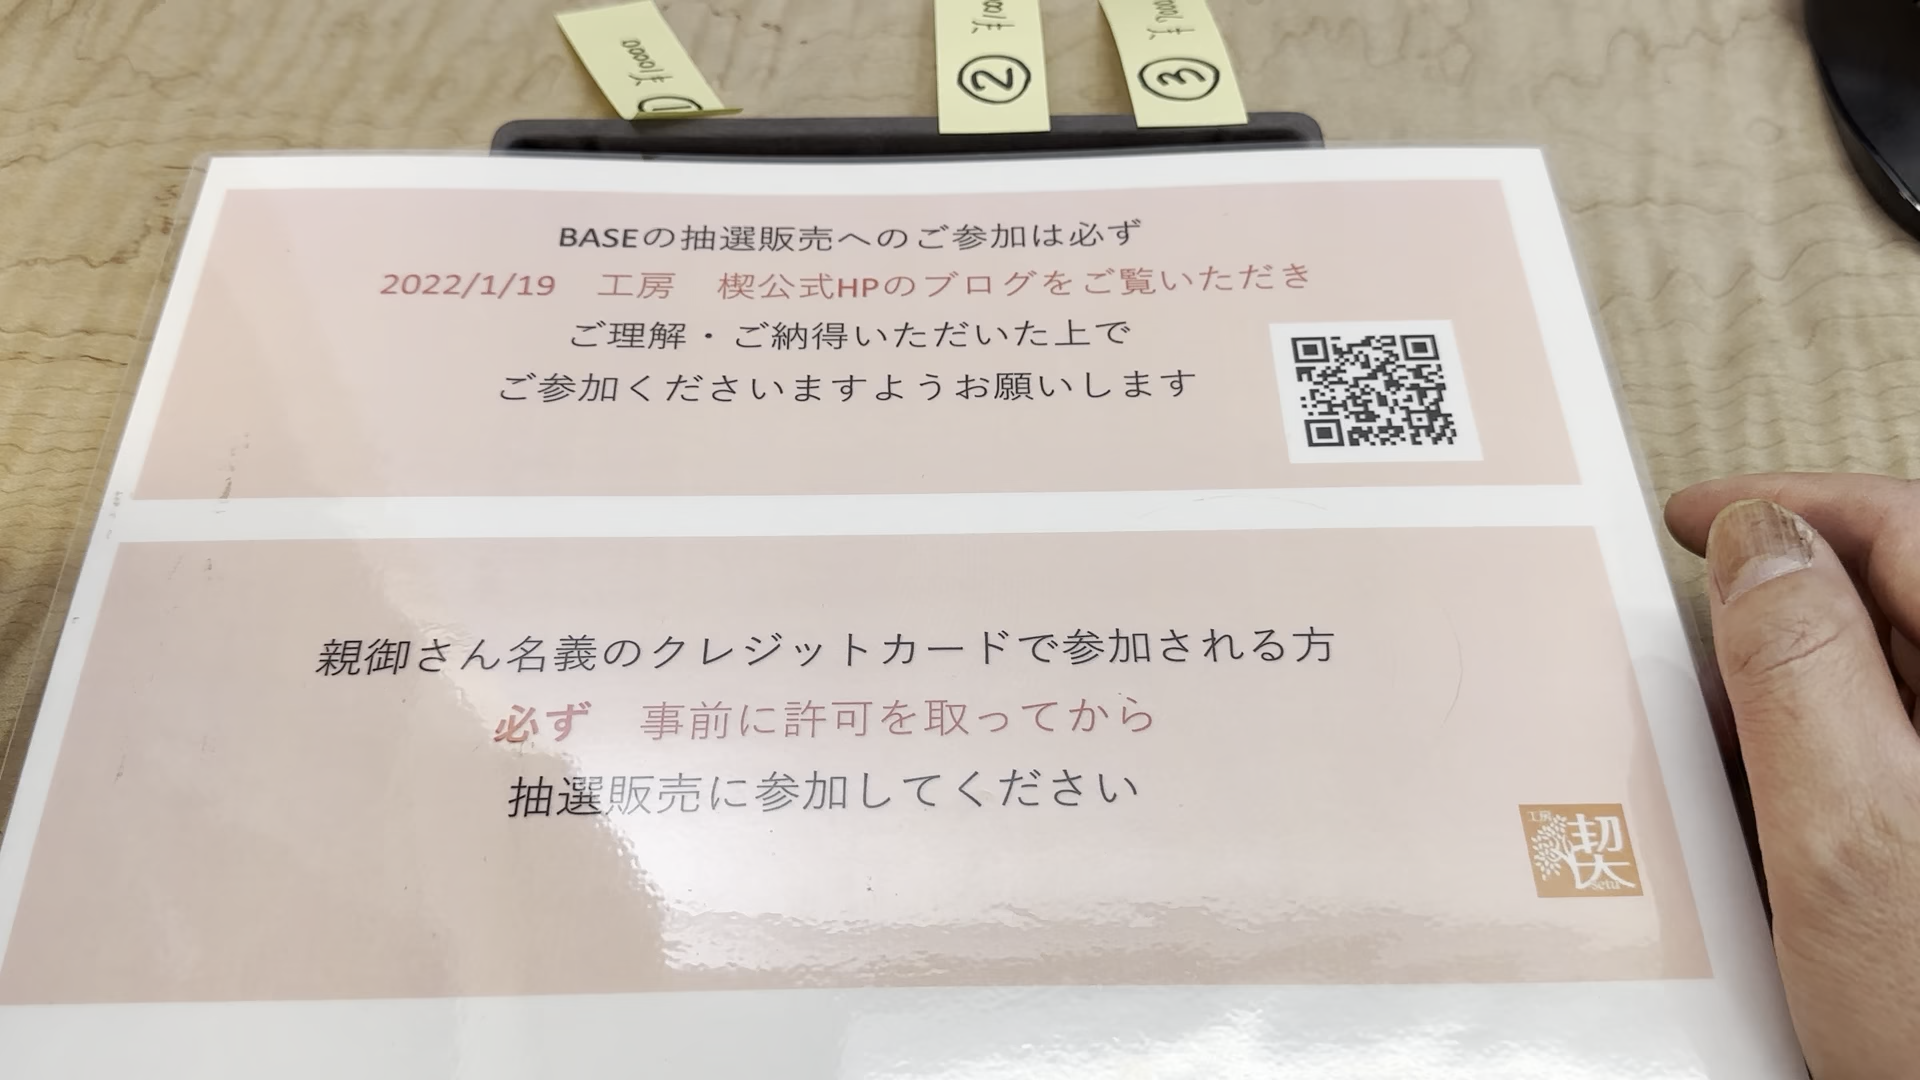 ①
②
③
BASEの抽選販売へのご参加は必ず
2022/1/19　工房　楔公式HPのブログをご覧いただき
ご理解・ご納得いただいた上で
ご参加くださいますようお願いします
親御さん名義のクレジットカードで参加される方
必ず　事前に許可を取ってから
抽選販売に参加してください
工房
楔
setu